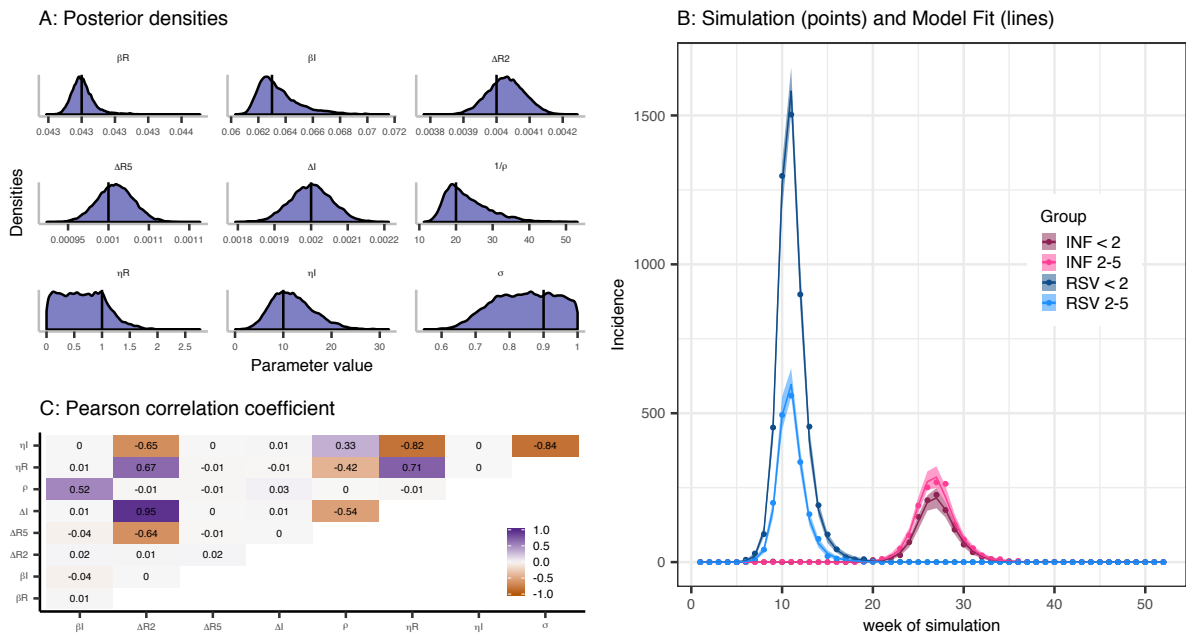 A: Posterior densities
βR
βI
ΔR2
0.043 0.043 0.043 0.043 0.044
0.06 0.062 0.064 0.066 0.068 0.07 0.072
0.0038 0.0039 0.004 0.0041 0.0042
ΔR5
ΔI
1/ρ
0.00095 0.001 0.0011 0.0011
0.0018 0.0019 0.002 0.0021 0.0022
10 20 30 40 50
ηR
ηI
σ
0 0.5 1 1.5 2 2.5
0 10 20 30
0.6 0.7 0.8 0.9 1
Densities
Parameter value
C: Pearson correlation coefficient
ηI 0 -0.65 0 0.01 0.33 -0.82 0 -0.84
ηR 0.01 0.67 -0.01 -0.01 -0.42 0.71 0
ρ 0.52 -0.01 -0.01 0.03 0 -0.01
ΔI 0.01 0.95 0 0.01 -0.54
ΔR5 -0.04 -0.64 -0.01 0
ΔR2 0.02 0.01 0.02
βI -0.04 0
βR 0.01
βI ΔR2 ΔR5 ΔI ρ ηR ηI σ
1.0
0.5
0.0
-0.5
-1.0
B: Simulation (points) and Model Fit (lines)
1500
1000
500
0
Incidence
0 10 20 30 40 50
week of simulation
Group
INF < 2
INF 2-5
RSV < 2
RSV 2-5